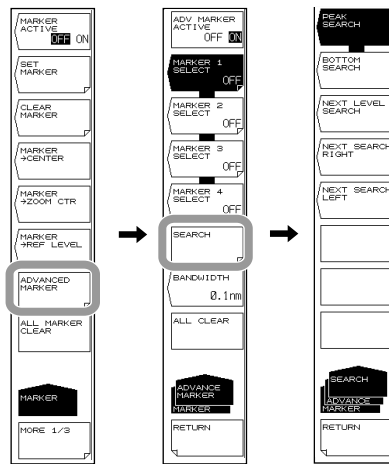 MARKER
ACTIVE
OFF ON
SET
MARKER
CLEAR
MARKER
MARKER
→CENTER
MARKER
→ZOOM CTR
MARKER
→REF LEVEL
ADVANCED
MARKER
ALL MARKER
CLEAR
MARKER
MORE 1/3
ADV MARKER
ACTIVE
OFF ON
MARKER 1
SELECT
OFF
MARKER 2
SELECT
OFF
MARKER 3
SELECT
OFF
MARKER 4
SELECT
OFF
SEARCH
BANDWIDTH
0.1nm
ALL CLEAR
ADVANCE
MARKER
MARKER
RETURN
PEAK
SEARCH
BOTTOM
SEARCH
NEXT LEVEL
SEARCH
NEXT SEARCH
RIGHT
NEXT SEARCH
LEFT
SEARCH
ADVANCE
MARKER
RETURN